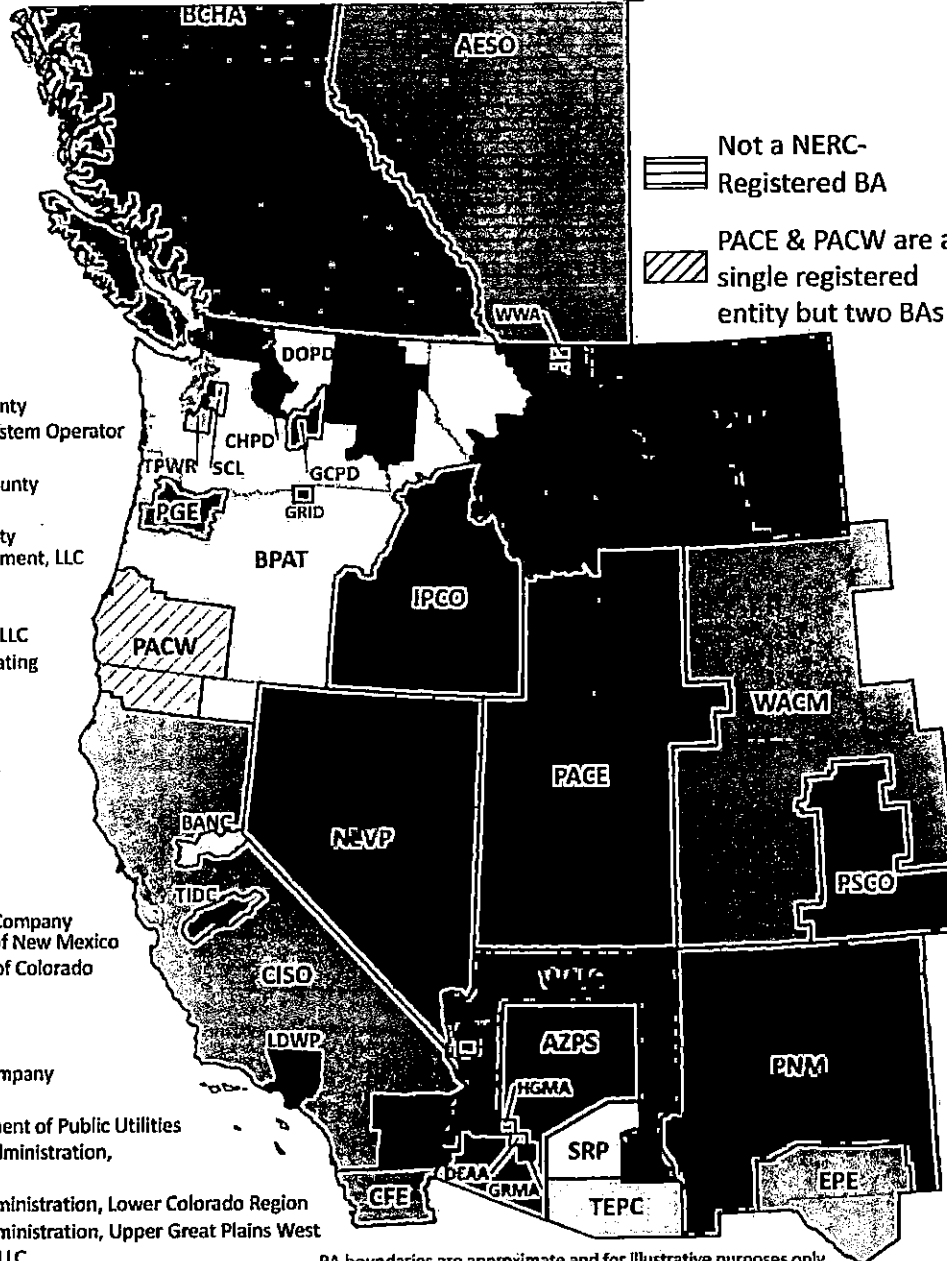 BCHA
AESO
Not a NERC-
Registered BA
PACE & PACW are a
single registered
entity but two BAs
WWA
DOPD
nty
stem Operator
CHPD
TPWR
SCL
GCPD
unty
PGE
GRID
ty
ment, LLC
BPAT
IPCO
LLC
PACW
ating
WACM
PACE
BANC
NEVP
TIDC
PSCO
Company
of New Mexico
of Colorado
CISO
LDWP
AZPS
PNM
mpany
HGMA
ent of Public Utilities
dministration,
SRP
DEAA
GRMA
EPE
CFE
TEPC
ministration, Lower Colorado Region
ministration, Upper Great Plains West
LLC
BA boundaries are approximate and for illustrative purposes only